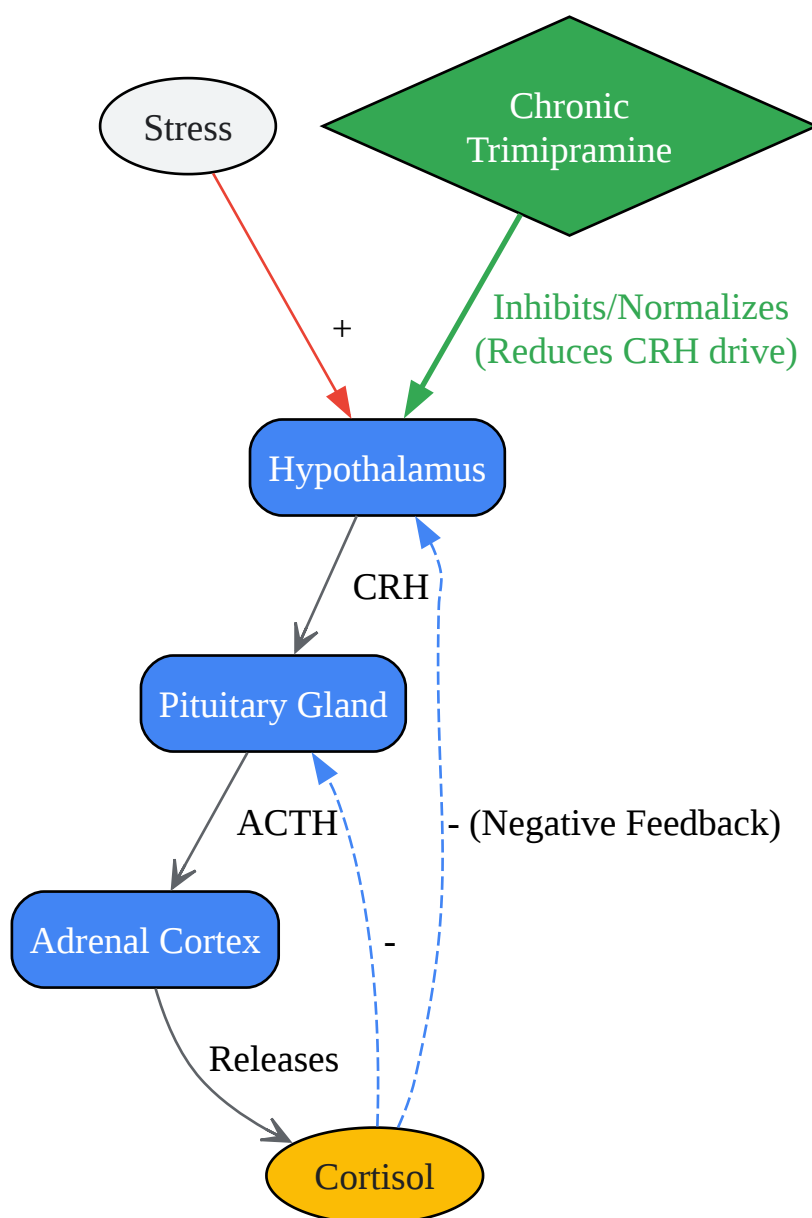 Stress
Chronic
Trimipramine
Inhibits/Normalizes
(Reduces CRH drive)
+
Hypothalamus
CRH
Pituitary Gland
ACTH
- (Negative Feedback)
Adrenal Cortex
-
Releases
Cortisol